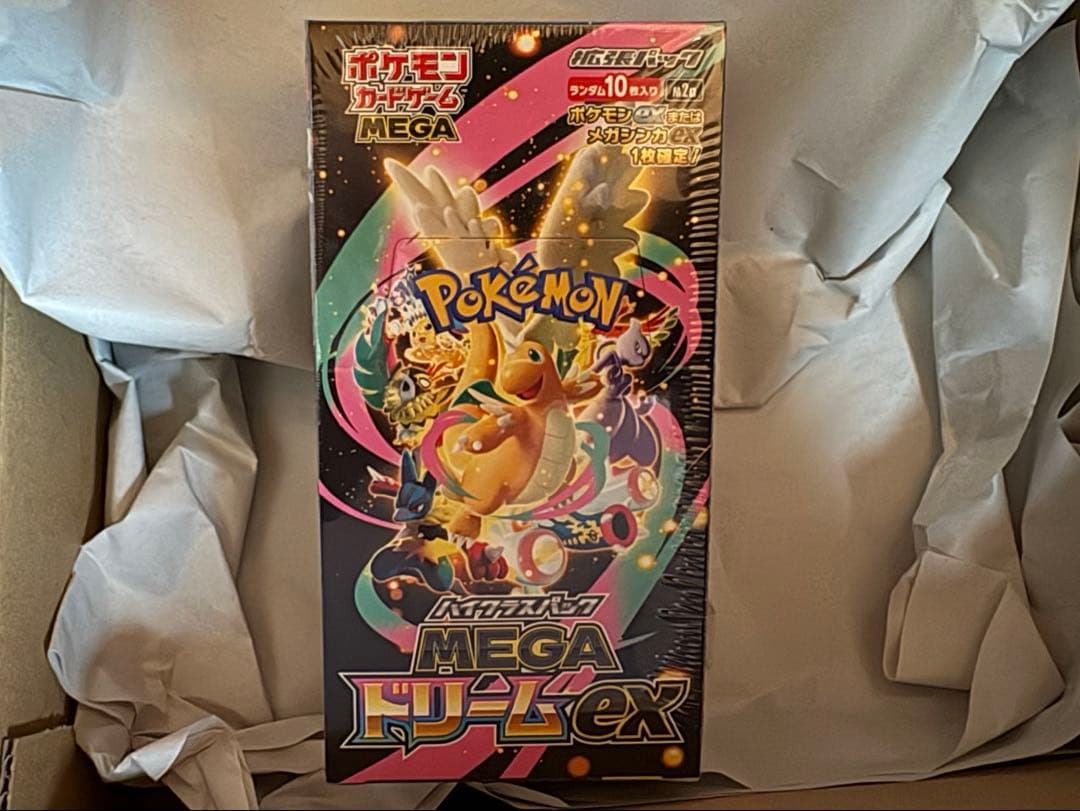 ポケモン
カードゲーム
MEGA
拡張パック
ランダム10枚入り
ポケモンexまたは
メガシンカex
1枚確定!
POKÉMON
ハイクラスパック
MEGA
ドリームex